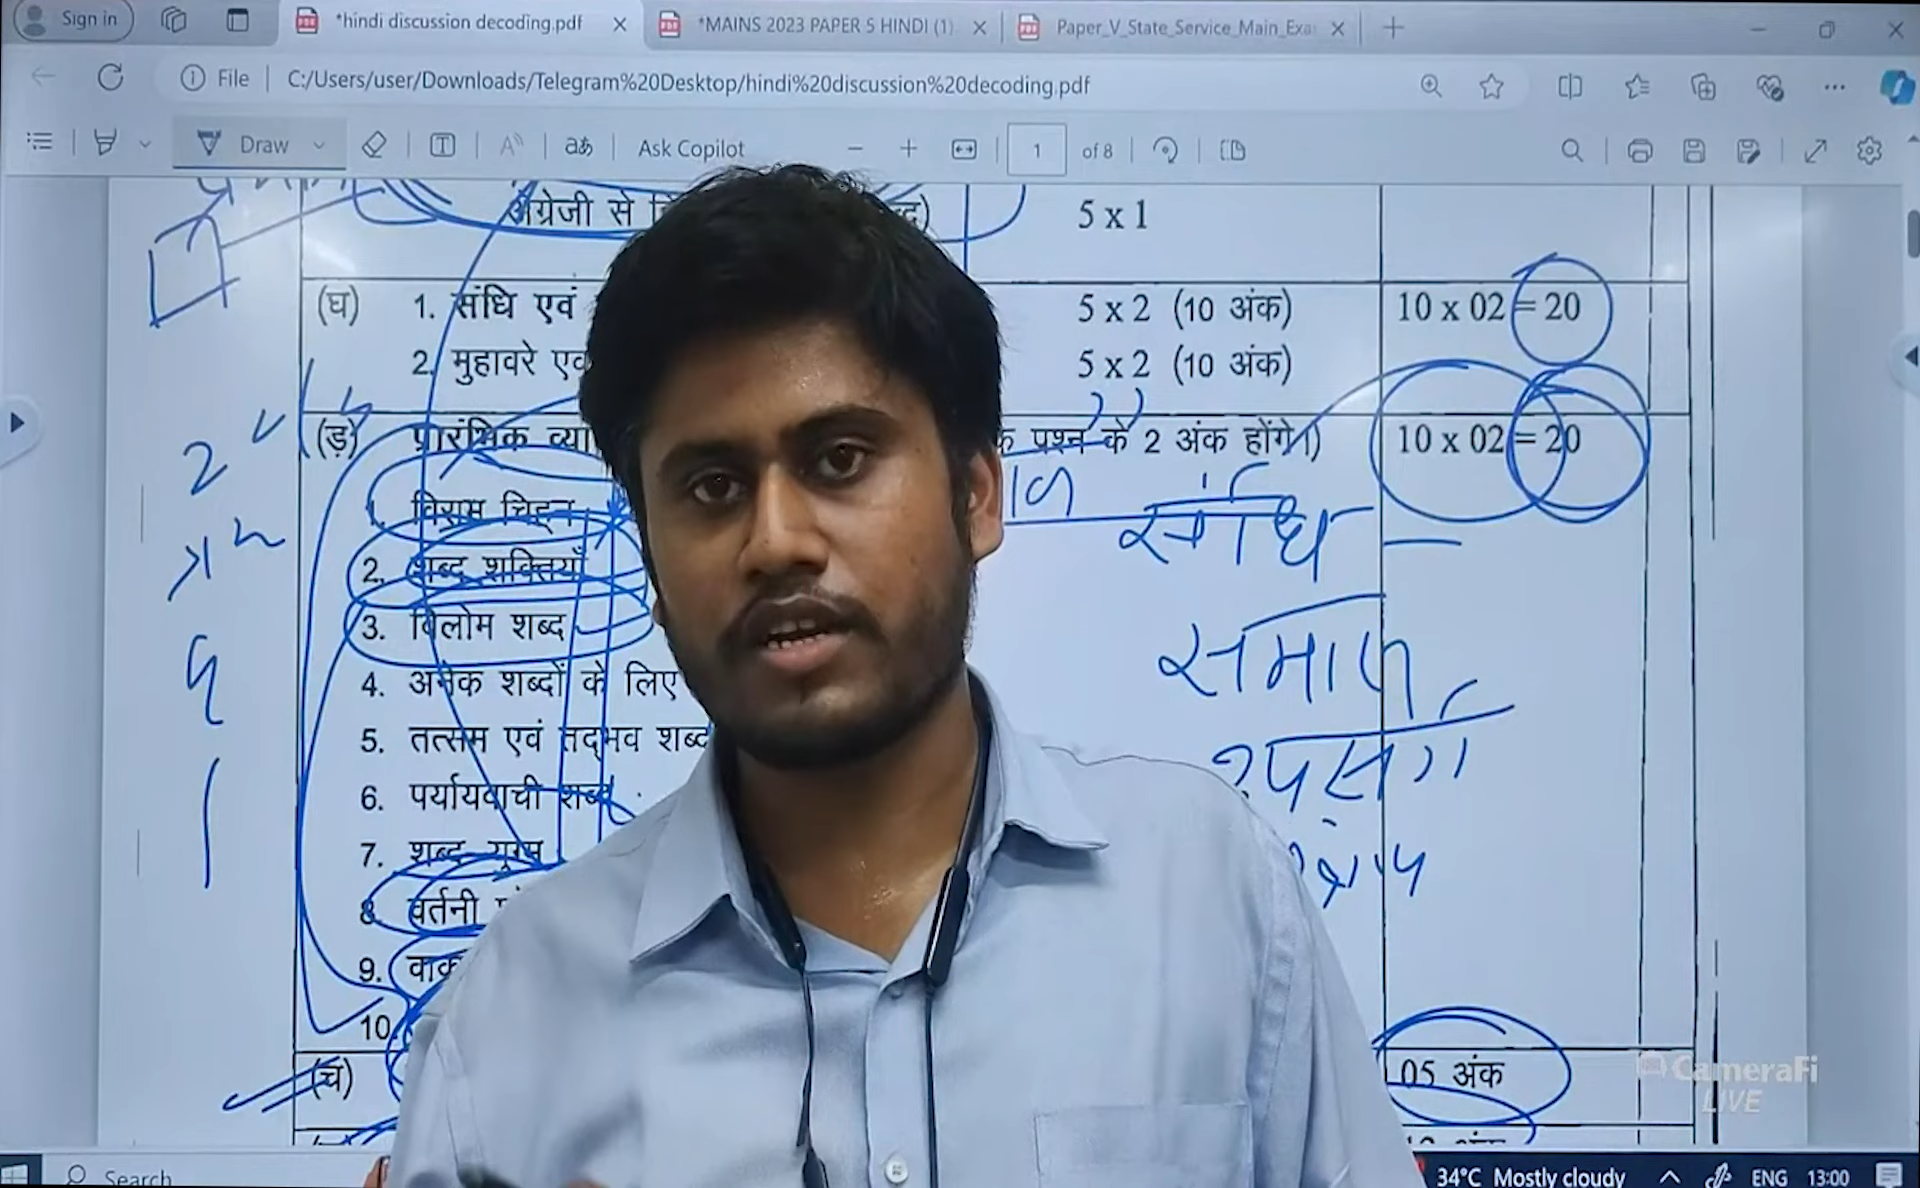 Sign in
*hindi discussion decoding.pdf
*MAINS 2023 PAPER 5 HINDI (1)
Paper_V_State_Service_Main_Exa
File
C:/Users/user/Downloads/Telegram%20Desktop/hindi%20discussion%20decoding.pdf
Draw
aあ
Ask Copilot
1 of 8
अंग्रेजी से 5 x 1
(घ) 1. संधि एवं 5 x 2 (10 अंक) 10 x 02 = 20
2. मुहावरे एवं 5 x 2 (10 अंक)
(ड़) प्रारंभिक प्रश्न के 2 अंक होंगे।) 10 x 02 = 20
1. विराम चिह्न
संधि
2. शब्द शक्तियाँ
3. विलोम शब्द
समास
4. अनेक शब्दों के लिए
5. तत्सम एवं तद्भव शब्द
उपसर्ग
6. पर्यायवाची शब्द
7. शब्द युग्म
8. वर्तनी
9.
10.
(च) 05 अंक
CameraFi
LIVE
Search
34°C Mostly cloudy
ENG 13:00